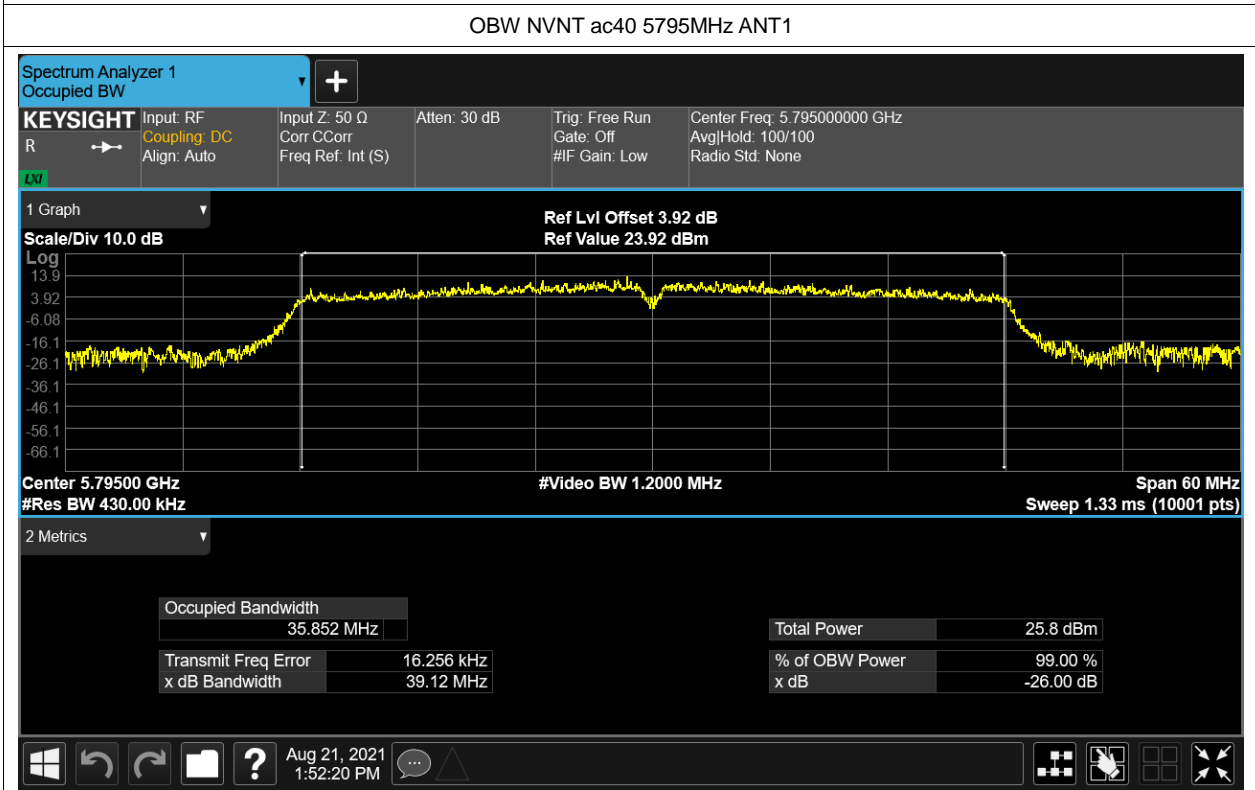 OBW NVNT ac40 5795MHz ANT1
Spectrum Analyzer 1
Occupied BW
KEYSIGHT
R
LXI
Input: RF
Coupling: DC
Align: Auto
Input Z: 50 Ω
Corr CCorr
Freq Ref: Int (S)
Atten: 30 dB
Trig: Free Run
Gate: Off
#IF Gain: Low
Center Freq: 5.795000000 GHz
Avg|Hold: 100/100
Radio Std: None
1 Graph
Scale/Div 10.0 dB
Ref Lvl Offset 3.92 dB
Ref Value 23.92 dBm
Log
13.9
3.92
-6.08
-16.1
-26.1
-36.1
-46.1
-56.1
-66.1
Center 5.79500 GHz
#Video BW 1.2000 MHz
Span 60 MHz
#Res BW 430.00 kHz
Sweep 1.33 ms (10001 pts)
2 Metrics
Occupied Bandwidth
35.852 MHz
Total Power 25.8 dBm
Transmit Freq Error 16.256 kHz
% of OBW Power 99.00 %
x dB Bandwidth 39.12 MHz
x dB -26.00 dB
?
Aug 21, 2021
1:52:20 PM